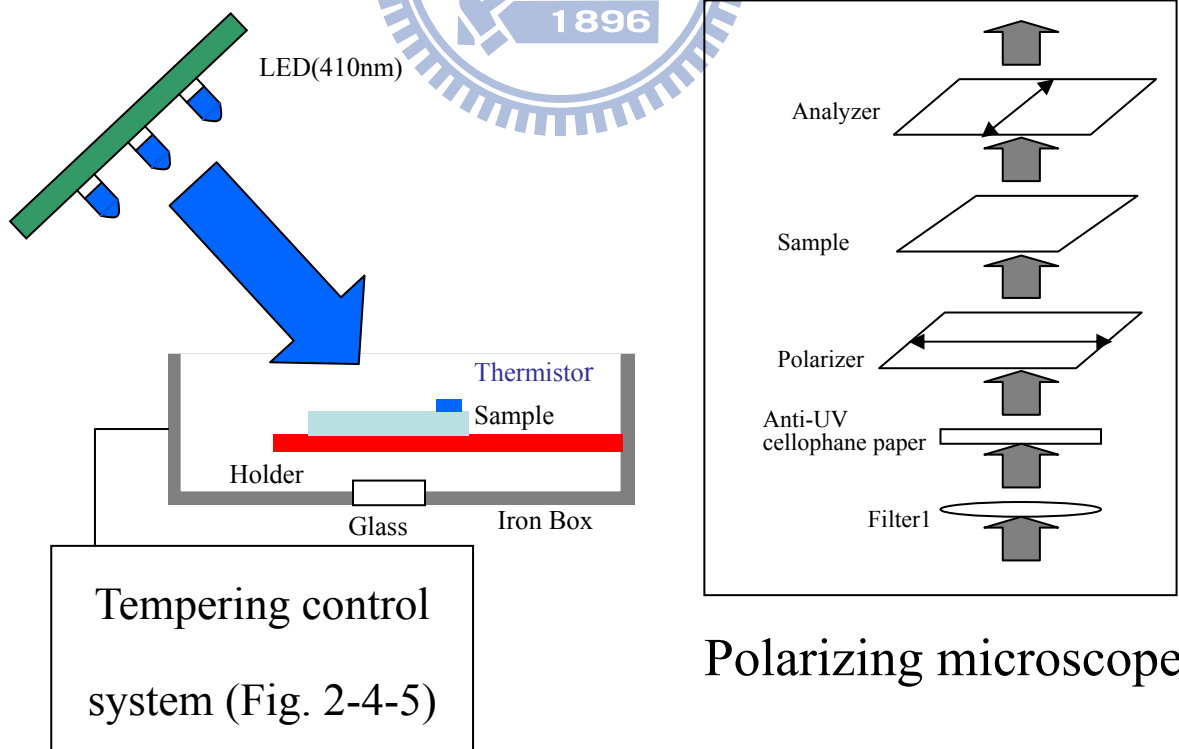 1896
LED(410nm)
Thermistor
Sample
Holder
Glass
Iron Box
Tempering control
system (Fig. 2-4-5)
Analyzer
Sample
Polarizer
Anti-UV
cellophane paper
Filter1
Polarizing microscope